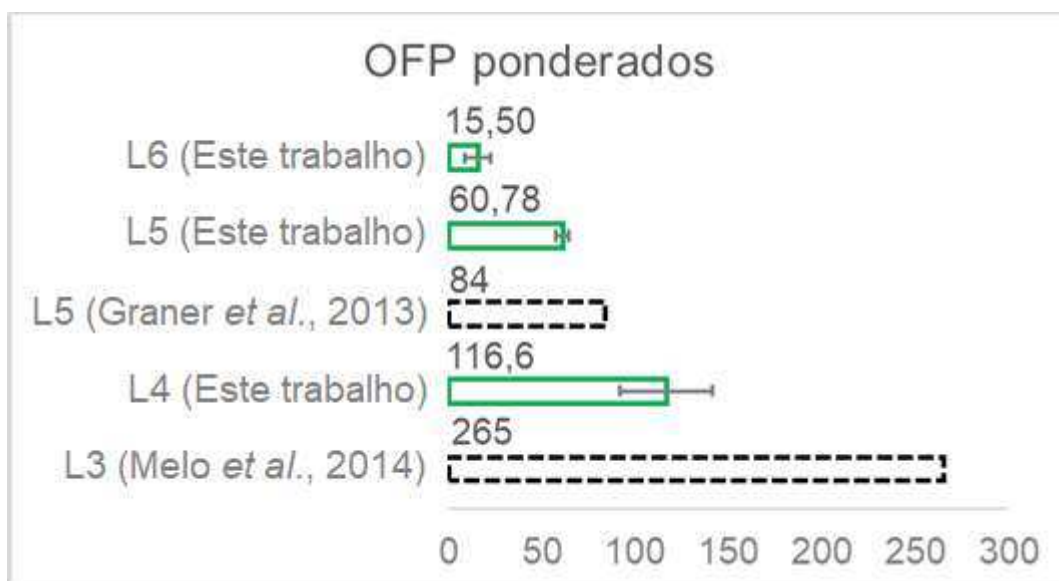 OFP ponderados
15,50
L6 (Este trabalho)
60,78
L5 (Este trabalho)
84
L5 (Graner et al., 2013)
116,6
L4 (Este trabalho)
265
L3 (Melo et al., 2014)
0 50 100 150 200 250 300